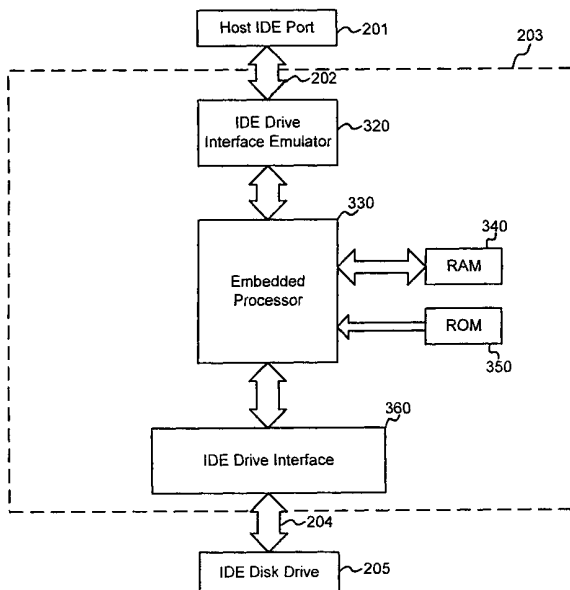 Host IDE Port
201
203
202
IDE Drive
Interface Emulator
320
330
340
Embedded
Processor
RAM
ROM
350
360
IDE Drive Interface
204
IDE Disk Drive
205